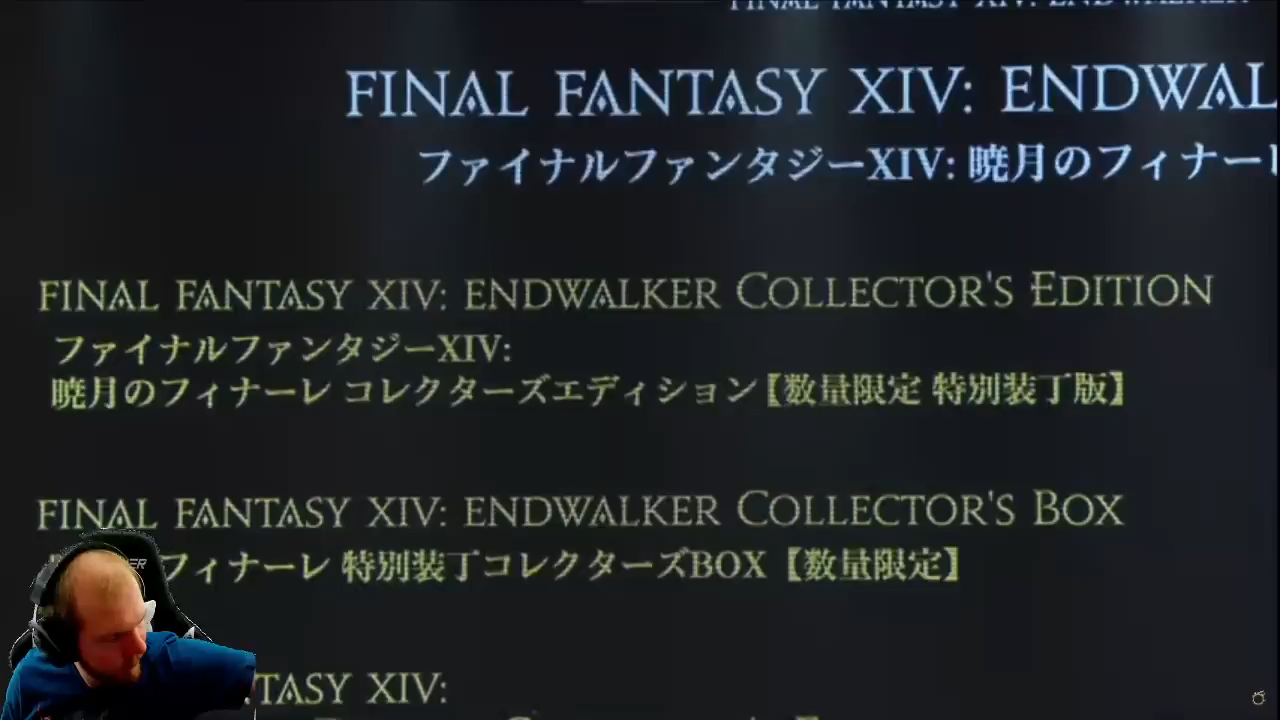 FINAL FANTASY XIV: ENDWALKER
FINAL FANTASY XIV: ENDWAL
ファイナルファンタジーXIV: 暁月のフィナーレ
FINAL FANTASY XIV: ENDWALKER COLLECTOR'S EDITION
ファイナルファンタジーXIV:
暁月のフィナーレ コレクターズエディション【数量限定 特別装丁版】
FINAL FANTASY XIV: ENDWALKER COLLECTOR'S BOX
フィナーレ 特別装丁コレクターズBOX【数量限定】
TASY XIV: